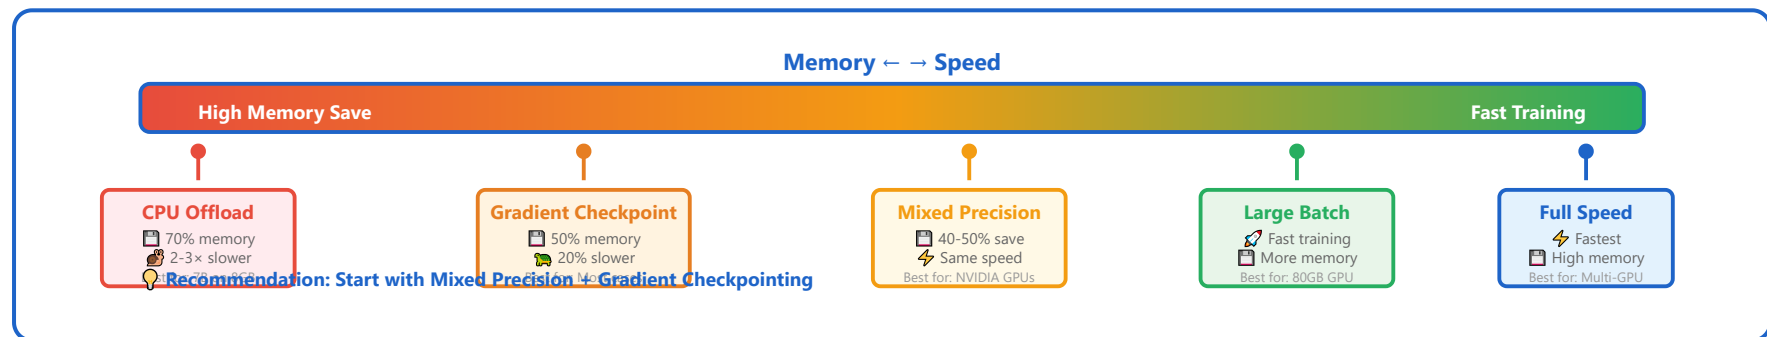 Memory ← → Speed
High Memory Save
Fast Training
CPU Offload
💾 70% memory
🐌 2-3× slower
Gradient Checkpoint
💾 50% memory
🐢 20% slower
Mixed Precision
💾 40-50% save
⚡ Same speed
Best for: NVIDIA GPUs
Large Batch
🚀 Fast training
💾 More memory
Best for: 80GB GPU
Full Speed
⚡ Fastest
💾 High memory
Best for: Multi-GPU
💡 Recommendation: Start with Mixed Precision + Gradient Checkpointing